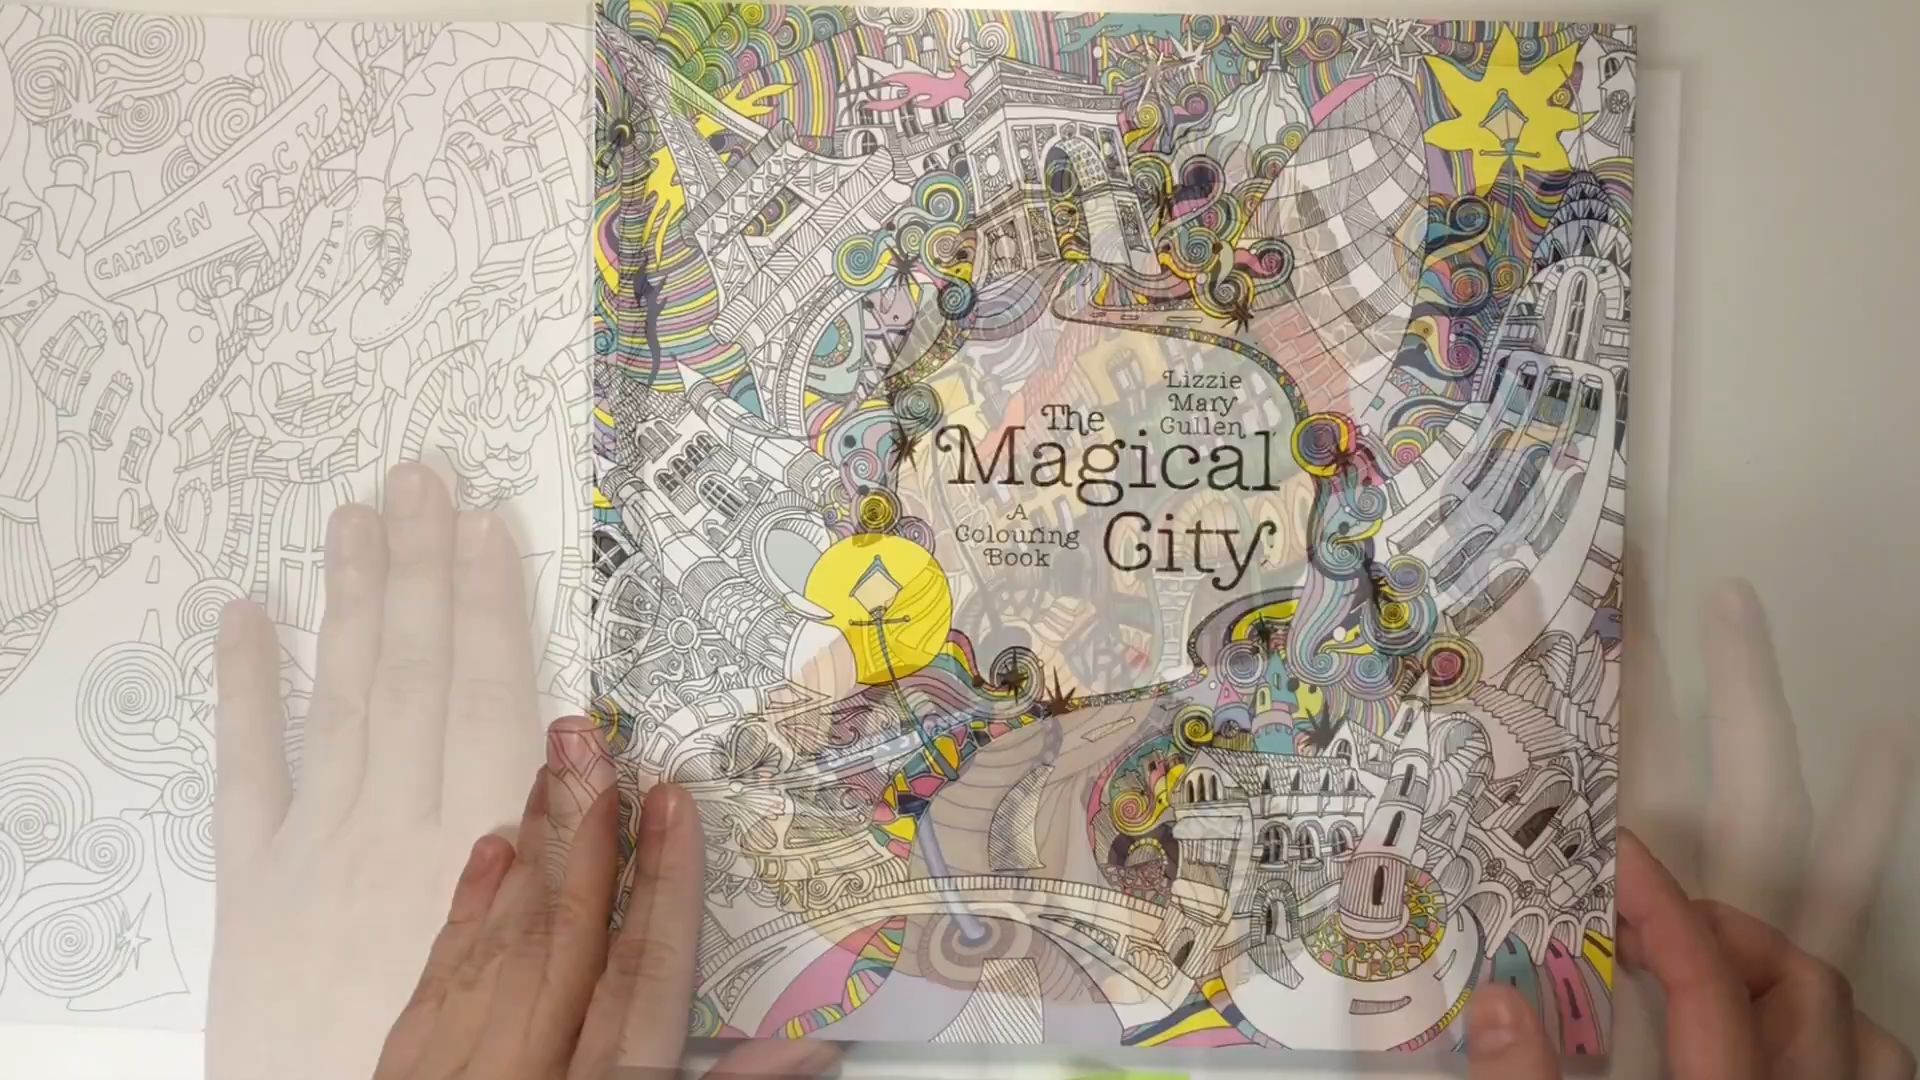 CAMDEN LOCK
Lizzie
Mary
Cullen
The
Magical
City
A
Colouring
Book